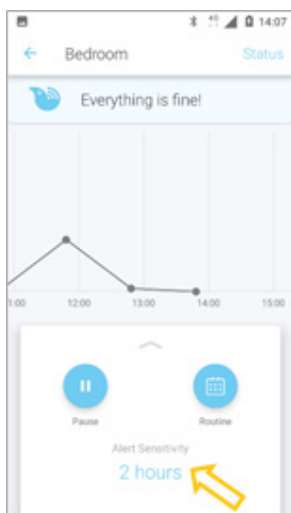 14:07
Bedroom Status
Everything is fine!
1:00 12:00 13:00 14:00 15:00
Pause Routine
Alert Sensitivity
2 hours